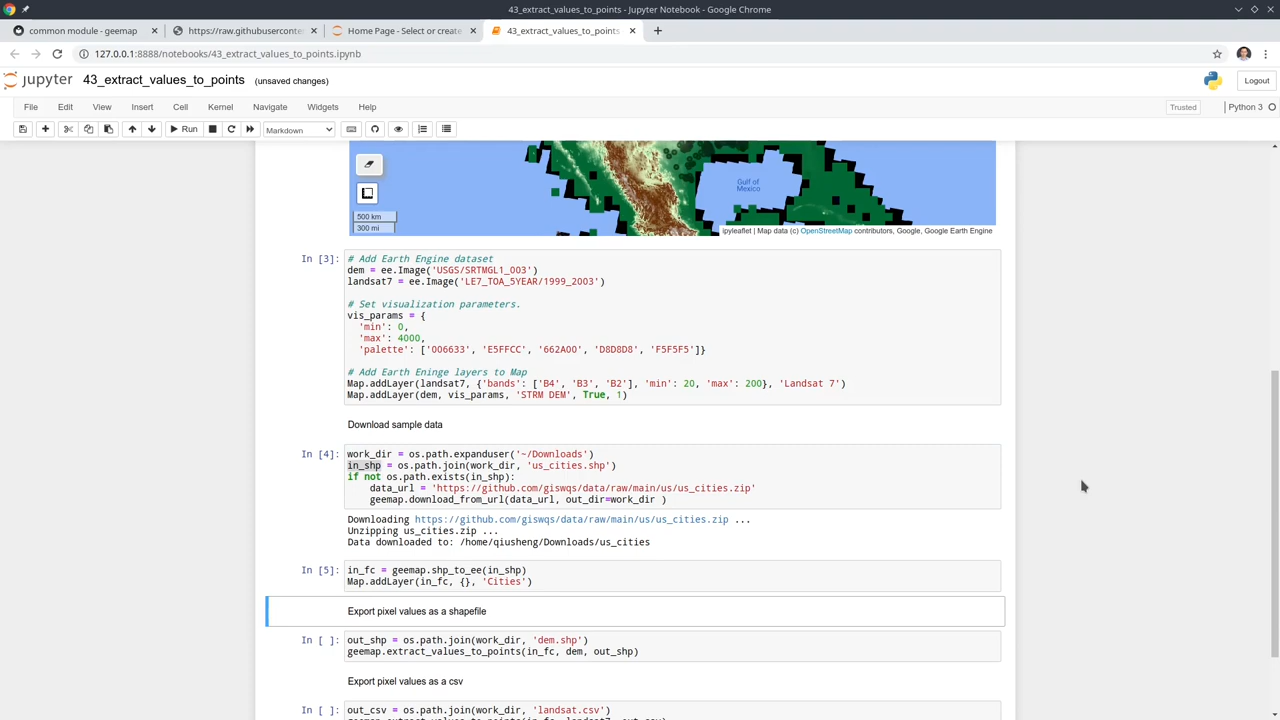 43_extract_values_to_points - Jupyter Notebook - Google Chrome
common module - geemap
https://raw.githubuserconte
Home Page - Select or create
43_extract_values_to_points
127.0.0.1:8888/notebooks/43_extract_values_to_points.ipynb
jupyter 43_extract_values_to_points (unsaved changes)
Logout
File Edit View Insert Cell Kernel Navigate Widgets Help
Trusted Python 3
Run Markdown
Gulf of
Mexico
500 km
300 mi
ipyleaflet | Map data (c) OpenStreetMap contributors, Google, Google Earth Engine
In [3]: # Add Earth Engine dataset
dem = ee.Image('USGS/SRTMGL1_003')
landsat7 = ee.Image('LE7_TOA_5YEAR/1999_2003')
# Set visualization parameters.
vis_params = {
'min': 0,
'max': 4000,
'palette': ['006633', 'E5FFCC', '662A00', 'D8D8D8', 'F5F5F5']}
# Add Earth Eninge layers to Map
Map.addLayer(landsat7, {'bands': ['B4', 'B3', 'B2'], 'min': 20, 'max': 200}, 'Landsat 7')
Map.addLayer(dem, vis_params, 'STRM DEM', True, 1)
Download sample data
In [4]: work_dir = os.path.expanduser('~/Downloads')
in_shp = os.path.join(work_dir, 'us_cities.shp')
if not os.path.exists(in_shp):
data_url = 'https://github.com/giswqs/data/raw/main/us/us_cities.zip'
geemap.download_from_url(data_url, out_dir=work_dir )
Downloading https://github.com/giswqs/data/raw/main/us/us_cities.zip ...
Unzipping us_cities.zip ...
Data downloaded to: /home/qiusheng/Downloads/us_cities
In [5]: in_fc = geemap.shp_to_ee(in_shp)
Map.addLayer(in_fc, {}, 'Cities')
Export pixel values as a shapefile
In [ ]: out_shp = os.path.join(work_dir, 'dem.shp')
geemap.extract_values_to_points(in_fc, dem, out_shp)
Export pixel values as a csv
In [ ]: out_csv = os.path.join(work_dir, 'landsat.csv')